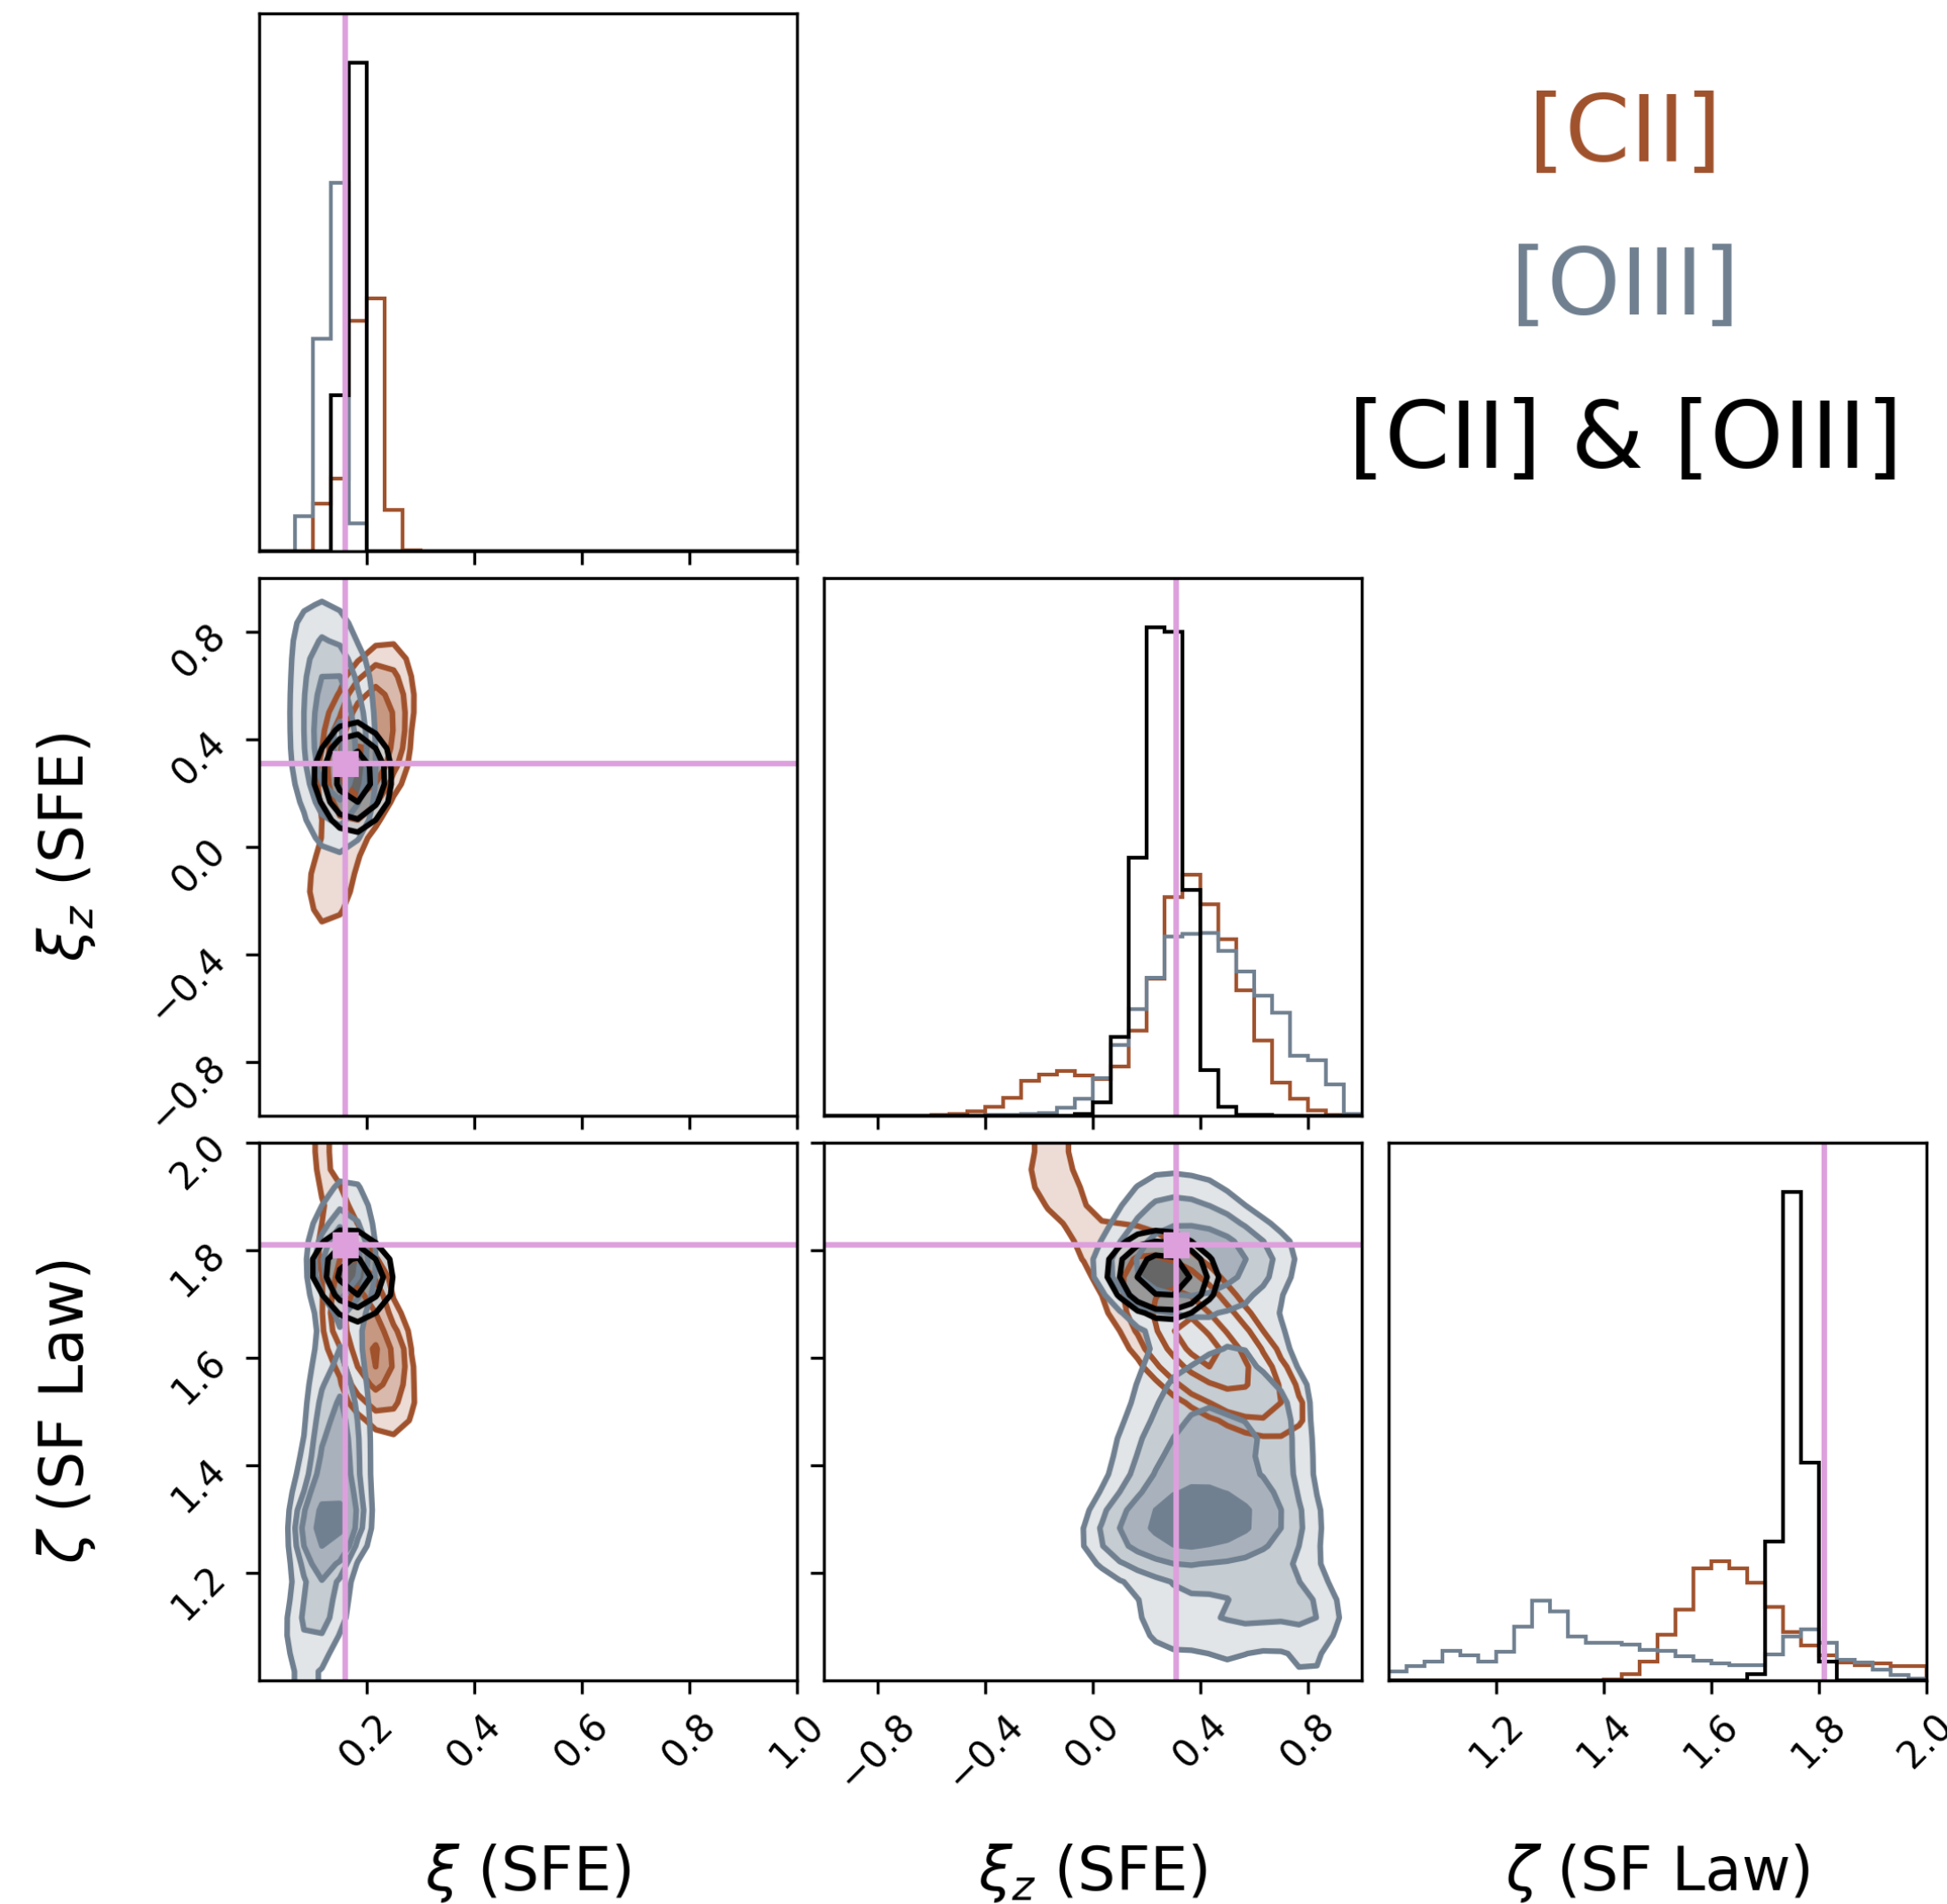 [CII]
[OIII]
[CII] & [OIII]
ξz (SFE)
0.8
0.4
0.0
−0.4
−0.8
ζ (SF Law)
2.0
1.8
1.6
1.4
1.2
0.2 0.4 0.6 0.8 1.0
−0.8 −0.4 0.0 0.4 0.8
1.2 1.4 1.6 1.8 2.0
ξ (SFE)
ξz (SFE)
ζ (SF Law)